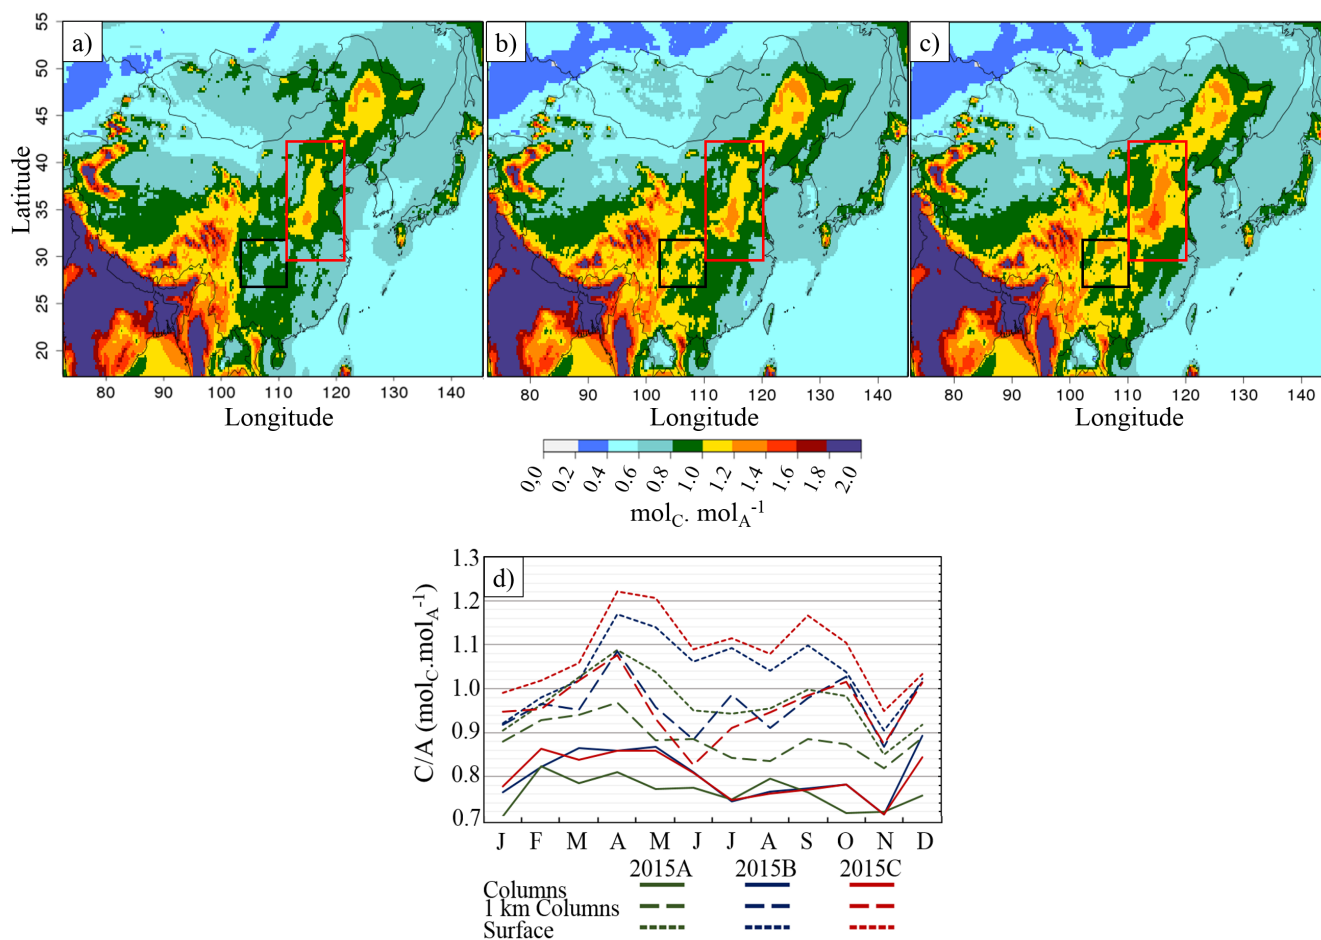 a) b) c)
55
50
45
40
35
30
25
20
Latitude
80 90 100 110 120 130 140
80 90 100 110 120 130 140
80 90 100 110 120 130 140
Longitude Longitude Longitude
0,0 0.2 0.4 0.6 0.8 1.0 1.2 1.4 1.6 1.8 2.0
mol_C. mol_A^-1
d)
C/A (mol_C.mol_A^-1)
1.3
1.2
1.1
1.0
0.9
0.8
0.7
J F M A M J J A S O N D
2015A 2015B 2015C
Columns
1 km Columns
Surface